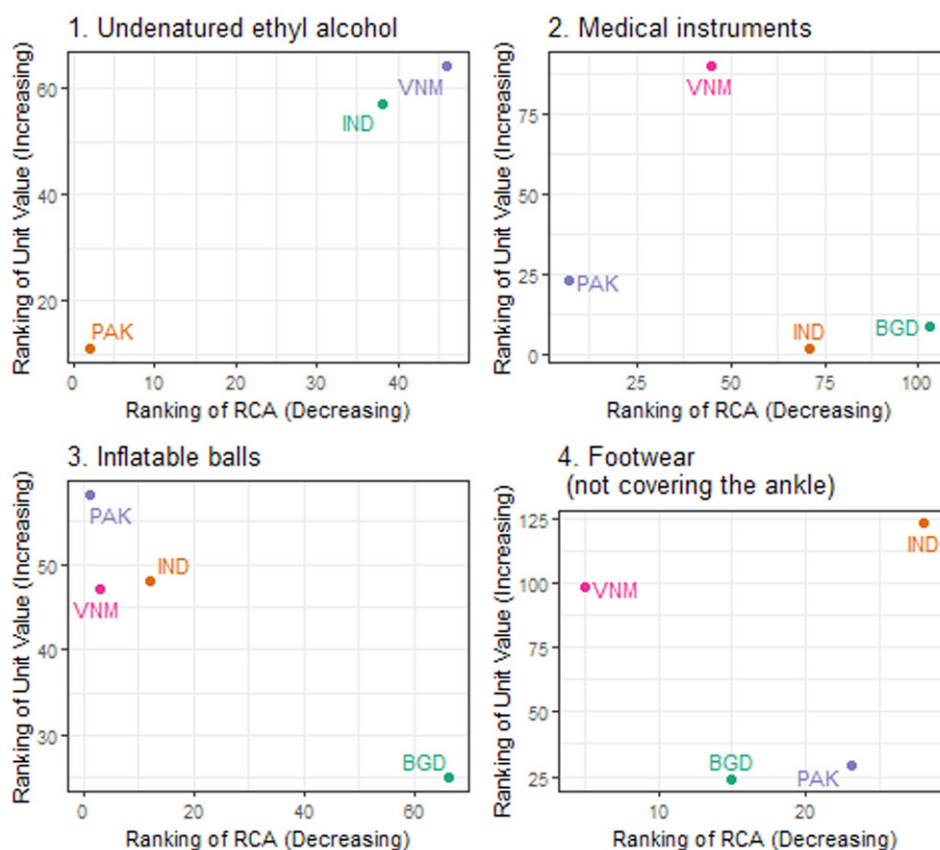 1. Undenatured ethyl alcohol
Ranking of Unit Value (Increasing)
60
40
20
VNM
IND
PAK
0 10 20 30 40
Ranking of RCA (Decreasing)
2. Medical instruments
Ranking of Unit Value (Increasing)
75
50
25
0
VNM
PAK
IND
BGD
25 50 75 100
Ranking of RCA (Decreasing)
3. Inflatable balls
Ranking of Unit Value (Increasing)
50
40
30
PAK
IND
VNM
BGD
0 20 40 60
Ranking of RCA (Decreasing)
4. Footwear
(not covering the ankle)
Ranking of Unit Value (Increasing)
125
100
75
50
25
IND
VNM
BGD
PAK
10 20
Ranking of RCA (Decreasing)